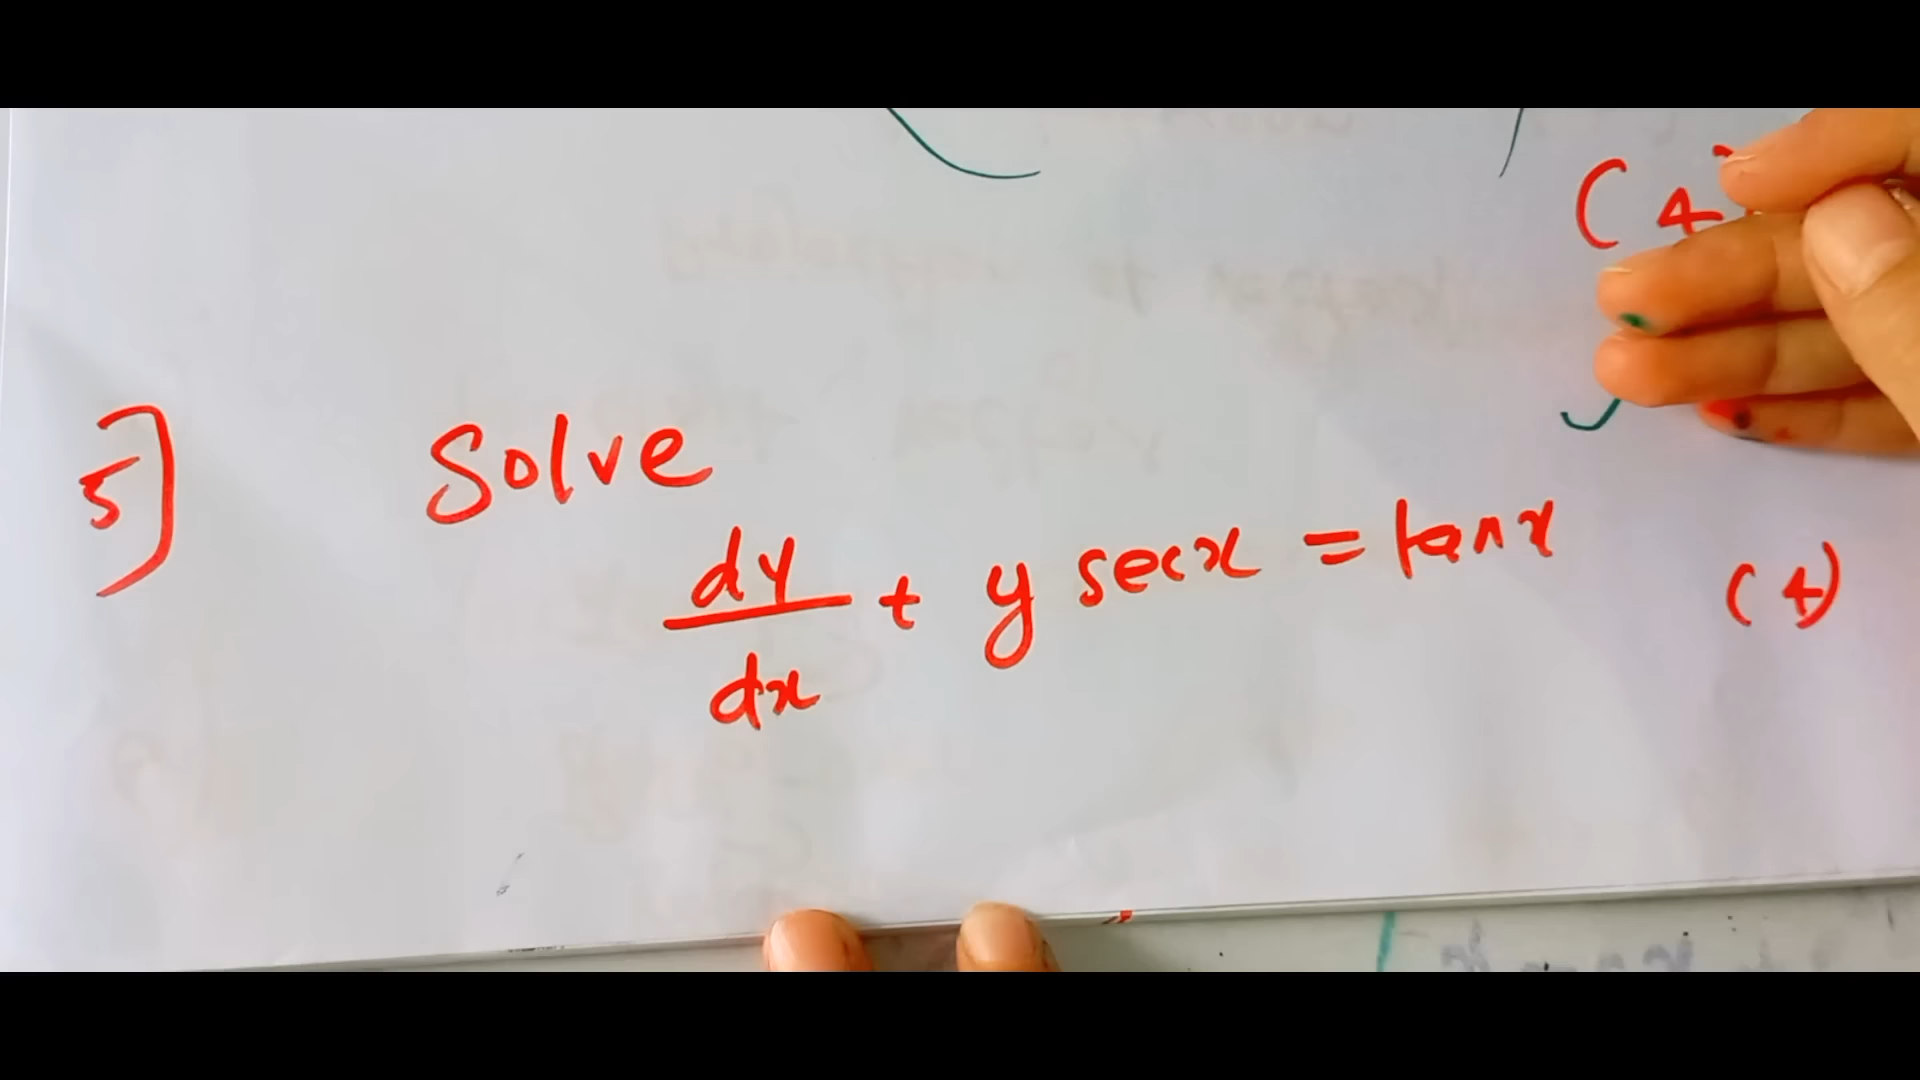 (4)
5]
Solve
dy/dx + y secx = tanx (4)